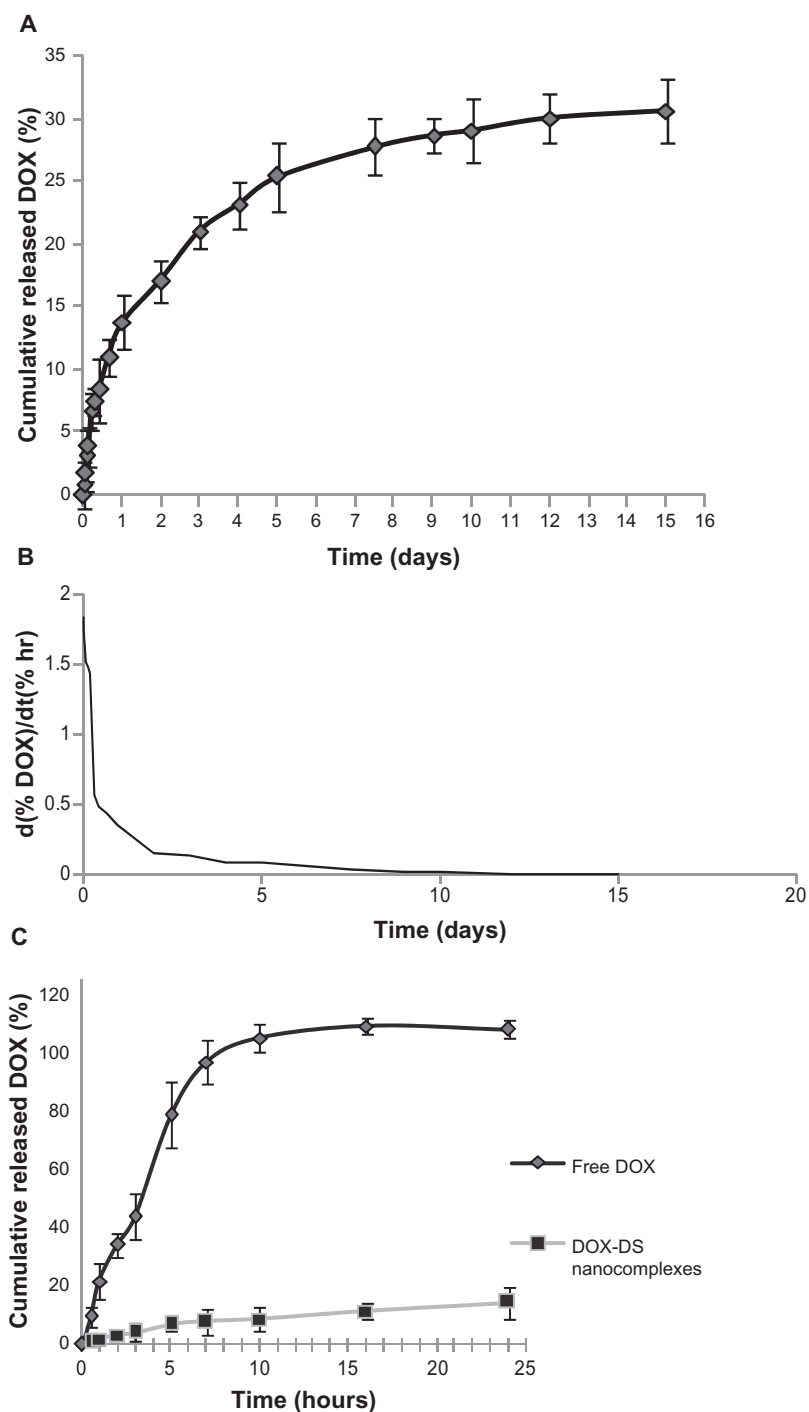 A
Cumulative released DOX (%)
35
30
25
20
15
10
5
0
0 1 2 3 4 5 6 7 8 9 10 11 12 13 14 15 16
Time (days)
B
d(% DOX)/dt(% hr)
2
1.5
1
0.5
0
0 5 10 15 20
Time (days)
C
Cumulative released DOX (%)
120
100
80
60
40
20
0
0 5 10 15 20 25
Time (hours)
Free DOX
DOX-DS
nanocomplexes